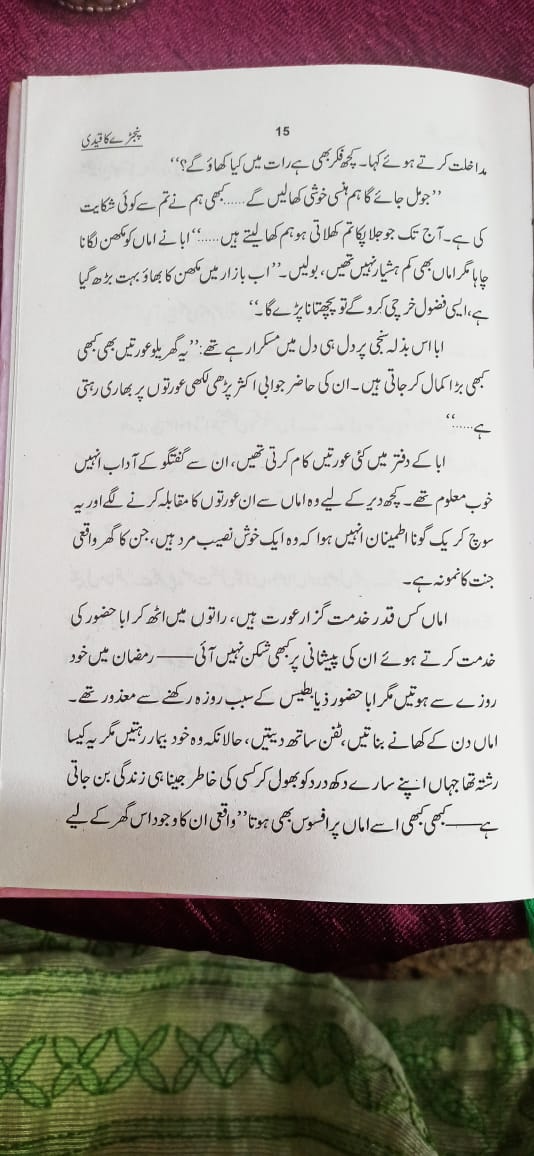 پنجڑے کا قیدی 15
مداخلت کرتے ہوئے کہا۔ کچھ فکر بھی ہے رات میں کیا کھاؤ گے؟‘‘
’’جو مل جائے گا ہم ہنسی خوشی کھا لیں گے...... کبھی ہم نے تم سے کوئی شکایت
کی ہے۔ آج تک جو جلا پکا تم کھلاتی ہو ہم کھا لیتے ہیں.....‘‘ ابا نے اماں کو مکھن لگانا
چاہا مگر اماں بھی کم ہشیار نہیں تھیں، بولیں۔ ’’اب بازار میں مکھن کا بھاؤ بہت بڑھ گیا
ہے، ایسی فضول خرچی کرو گے تو پچھتانا پڑے گا۔‘‘
ابا اس بذلہ سنجی پر دل ہی دل میں مسکرا رہے تھے: ’’یہ گھریلو عورتیں بھی کبھی
کبھی بڑا کمال کر جاتی ہیں۔ ان کی حاضر جوابی اکثر پڑھی لکھی عورتوں پر بھاری رہتی
ہے.....‘‘
ابا کے دفتر میں کئی عورتیں کام کرتی تھیں، ان سے گفتگو کے آداب انہیں
خوب معلوم تھے۔ کچھ دیر کے لیے وہ اماں سے ان عورتوں کا مقابلہ کرنے لگے اور یہ
سوچ کر یک گونا اطمینان انہیں ہوا کہ وہ ایک خوش نصیب مرد ہیں، جن کا گھر واقعی
جنت کا نمونہ ہے۔
اماں کس قدر خدمت گزار عورت ہیں، راتوں میں اٹھ کر ابا حضور کی
خدمت کرتے ہوئے ان کی پیشانی پر کبھی شکن نہیں آئی —— رمضان میں خود
روزے سے ہوتیں مگر ابا حضور ذیابطیس کے سبب روزہ رکھنے سے معذور تھے۔
اماں دن کے کھانے بناتیں، ٹفن ساتھ دیتیں، حالانکہ وہ خود بیمار رہتیں مگر یہ کیسا
رشتہ تھا جہاں اپنے سارے دکھ درد کو بھول کر کسی کی خاطر جینا ہی زندگی بن جاتی
ہے —— کبھی کبھی اسے اماں پر افسوس بھی ہوتا ’’واقعی ان کا وجود اس گھر کے لیے